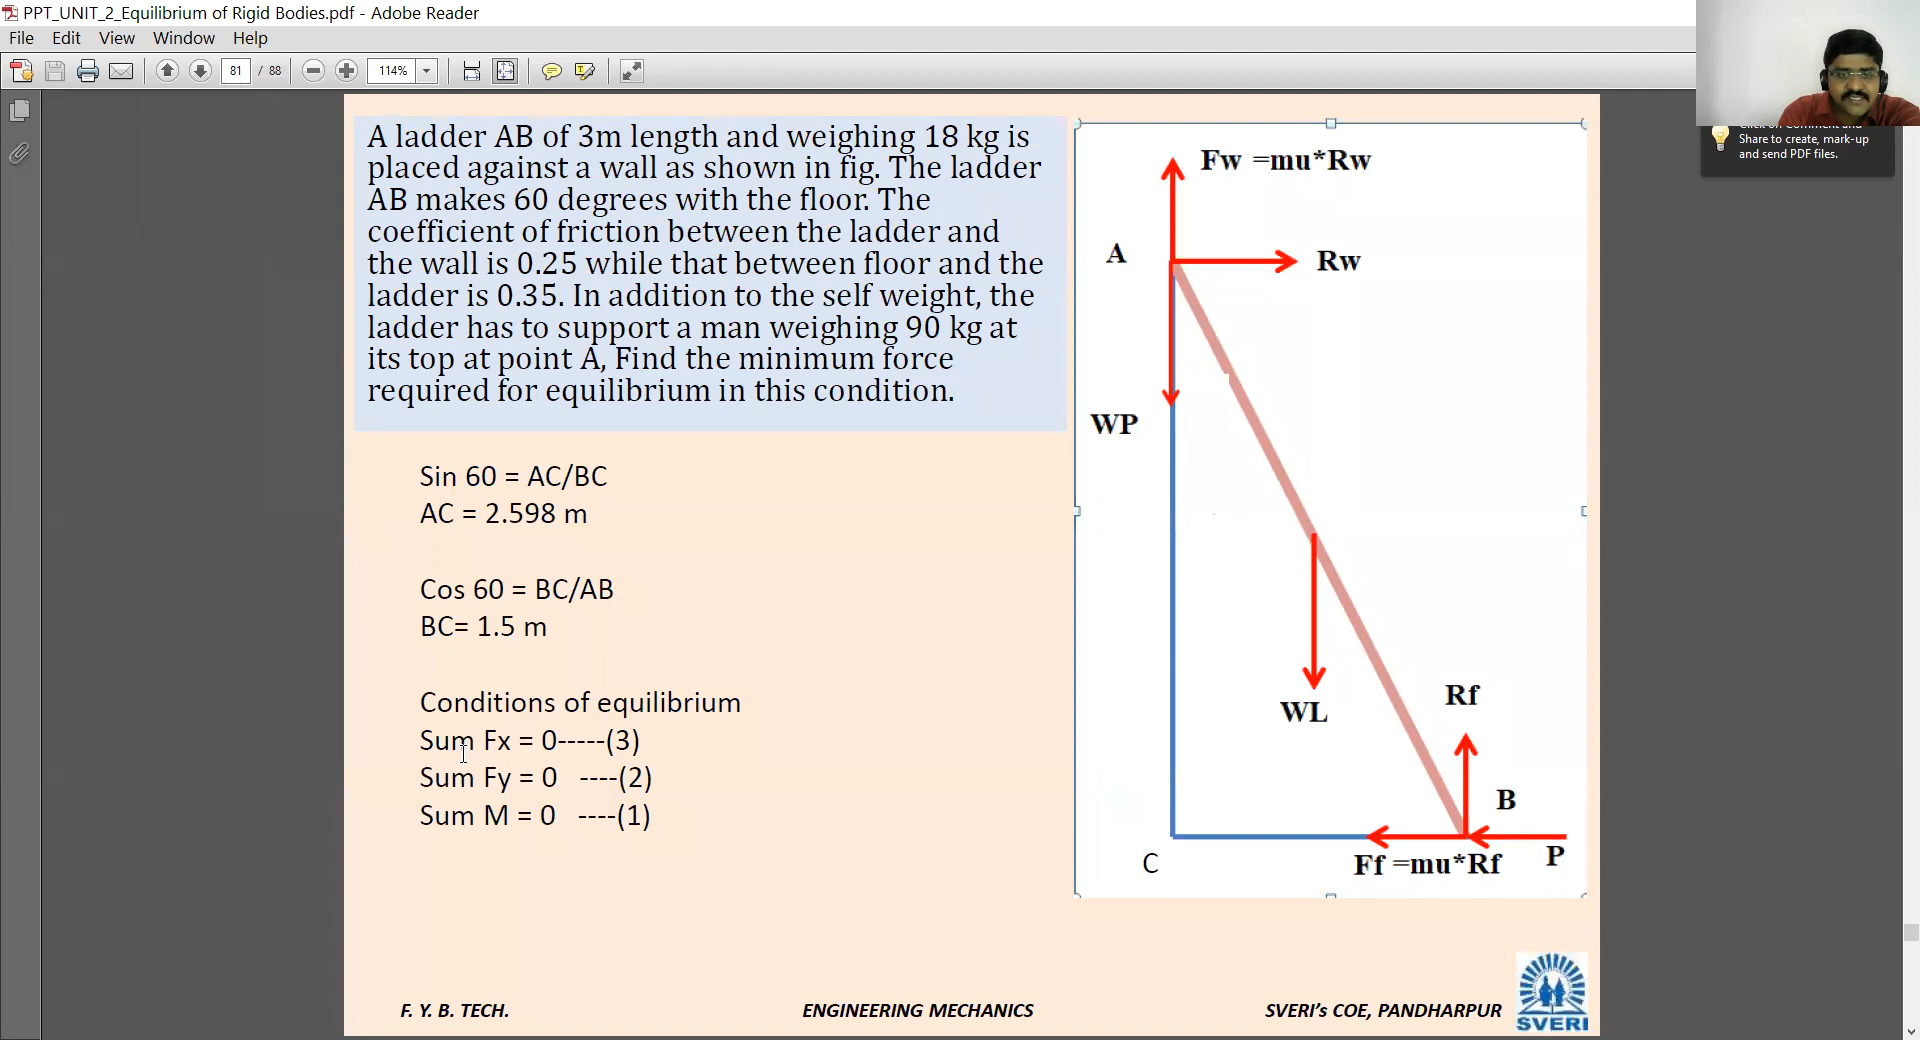 PPT_UNIT_2_Equilibrium of Rigid Bodies.pdf - Adobe Reader
File Edit View Window Help
81 / 88 114%
Share to create, mark-up
and send PDF files.
A ladder AB of 3m length and weighing 18 kg is
placed against a wall as shown in fig. The ladder
AB makes 60 degrees with the floor. The
coefficient of friction between the ladder and
the wall is 0.25 while that between floor and the
ladder is 0.35. In addition to the self weight, the
ladder has to support a man weighing 90 kg at
its top at point A, Find the minimum force
required for equilibrium in this condition.
Sin 60 = AC/BC
AC = 2.598 m
Cos 60 = BC/AB
BC= 1.5 m
Conditions of equilibrium
Sum Fx = 0-----(3)
Sum Fy = 0 ----(2)
Sum M = 0 ----(1)
Fw =mu*Rw
A
Rw
WP
WL
Rf
B
C
Ff =mu*Rf
P
F. Y. B. TECH.
ENGINEERING MECHANICS
SVERI's COE, PANDHARPUR
SVERI